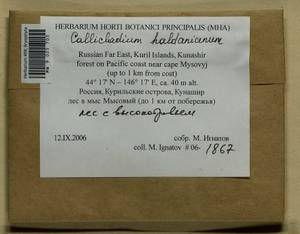 HERBARIUM HORTI BOTANICI PRINCIPALIS (MHA)
Callicladium haldanianum
Russian Far East, Kuril Islands, Kunashir
forest on Pacific coast near cape Mysovyj
(up to 1 km from cost)
44° 17' N – 146° 17' E, ca. 40 m alt.
Россия, Курильские острова, Кунашир
лес в мыс Мысовый (до 1 км от побережья)
лес с высокотравьем
12.IX.2006
собр. М. Игнатов
coll. M. Ignatov # 06- 1867